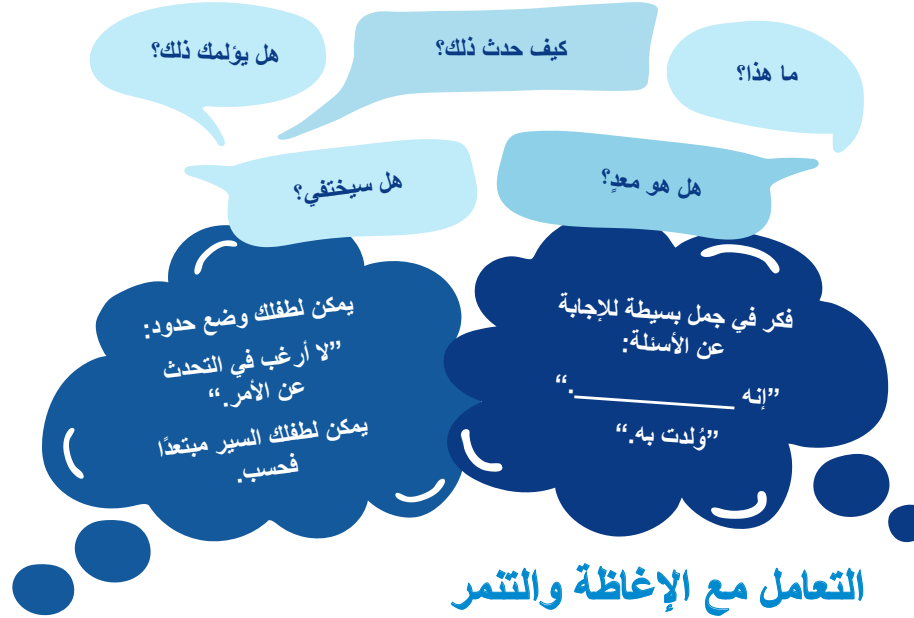 ما هذا؟
كيف حدث ذلك؟
هل يؤلمك ذلك؟
هل هو معدٍ؟
هل سيختفي؟
فكر في جمل بسيطة للإجابة
عن الأسئلة:
”إنه ____________.“
”وُلدت به.“
يمكن لطفلك وضع حدود:
”لا أرغب في التحدث
عن الأمر.“
يمكن لطفلك السير مبتعدًا
فحسب.
التعامل مع الإغاظة والتنمر